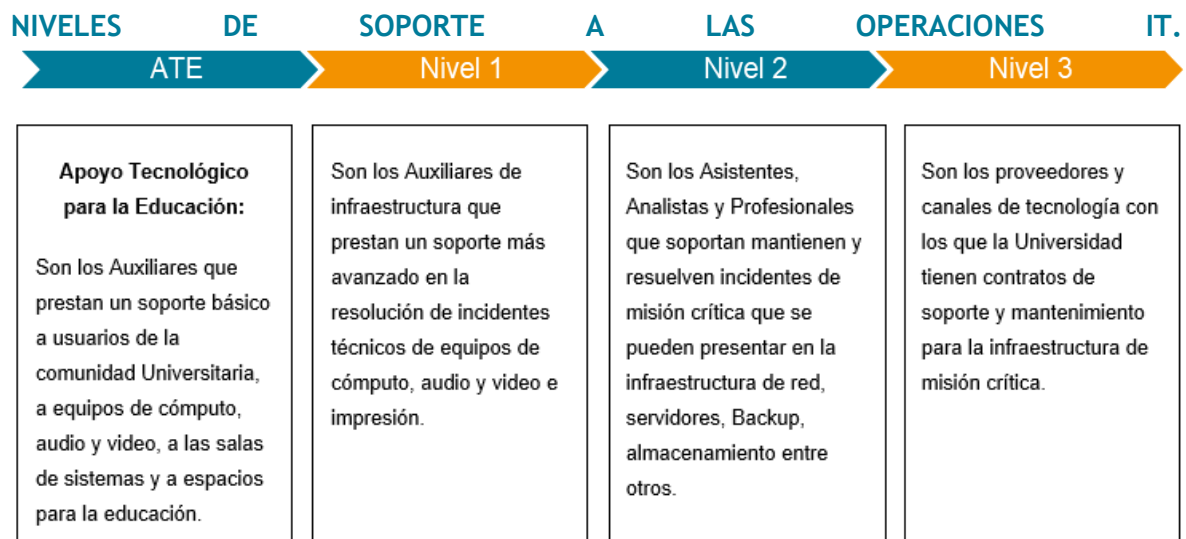 NIVELES DE SOPORTE A LAS OPERACIONES IT.
ATE
Nivel 1
Nivel 2
Nivel 3
Apoyo Tecnológico
para la Educación:
Son los Auxiliares que
prestan un soporte básico
a usuarios de la
comunidad Universitaria,
a equipos de cómputo,
audio y video, a las salas
de sistemas y a espacios
para la educación.
Son los Auxiliares de
infraestructura que
prestan un soporte más
avanzado en la
resolución de incidentes
técnicos de equipos de
cómputo, audio y video e
impresión.
Son los Asistentes,
Analistas y Profesionales
que soportan mantienen y
resuelven incidentes de
misión crítica que se
pueden presentar en la
infraestructura de red,
servidores, Backup,
almacenamiento entre
otros.
Son los proveedores y
canales de tecnología con
los que la Universidad
tienen contratos de
soporte y mantenimiento
para la infraestructura de
misión crítica.